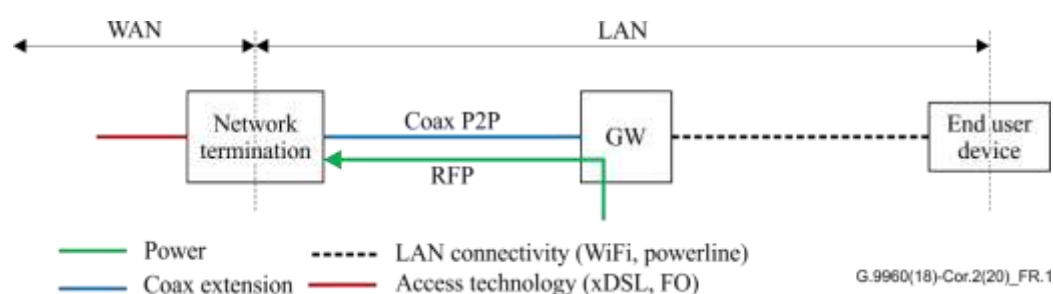 WAN
LAN
Network
termination
Coax P2P
RFP
GW
End user
device
Power
LAN connectivity (WiFi, powerline)
Coax extension
Access technology (xDSL, FO)
G.9960(18)-Cor.2(20)_FR.1